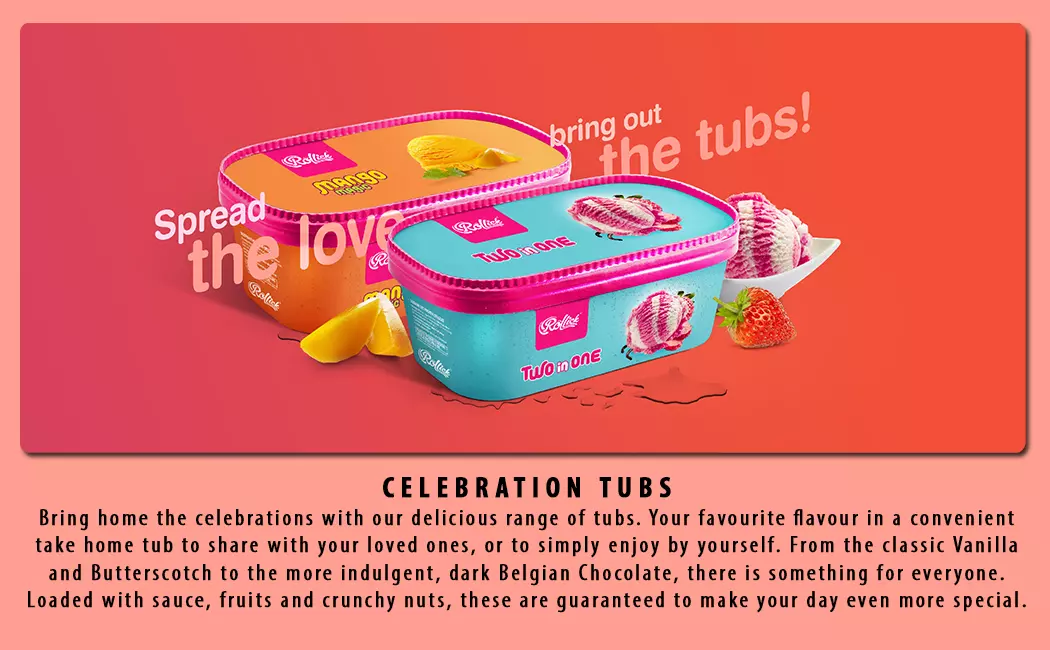 Spread
the love
bring out
the tubs!
Rollick
Mango
magic
Rollick
Two in one
Rollick
Rollick
Two in one
Rollick
CELEBRATION TUBS
Bring home the celebrations with our delicious range of tubs. Your favourite flavour in a convenient
take home tub to share with your loved ones, or to simply enjoy by yourself. From the classic Vanilla
and Butterscotch to the more indulgent, dark Belgian Chocolate, there is something for everyone.
Loaded with sauce, fruits and crunchy nuts, these are guaranteed to make your day even more special.